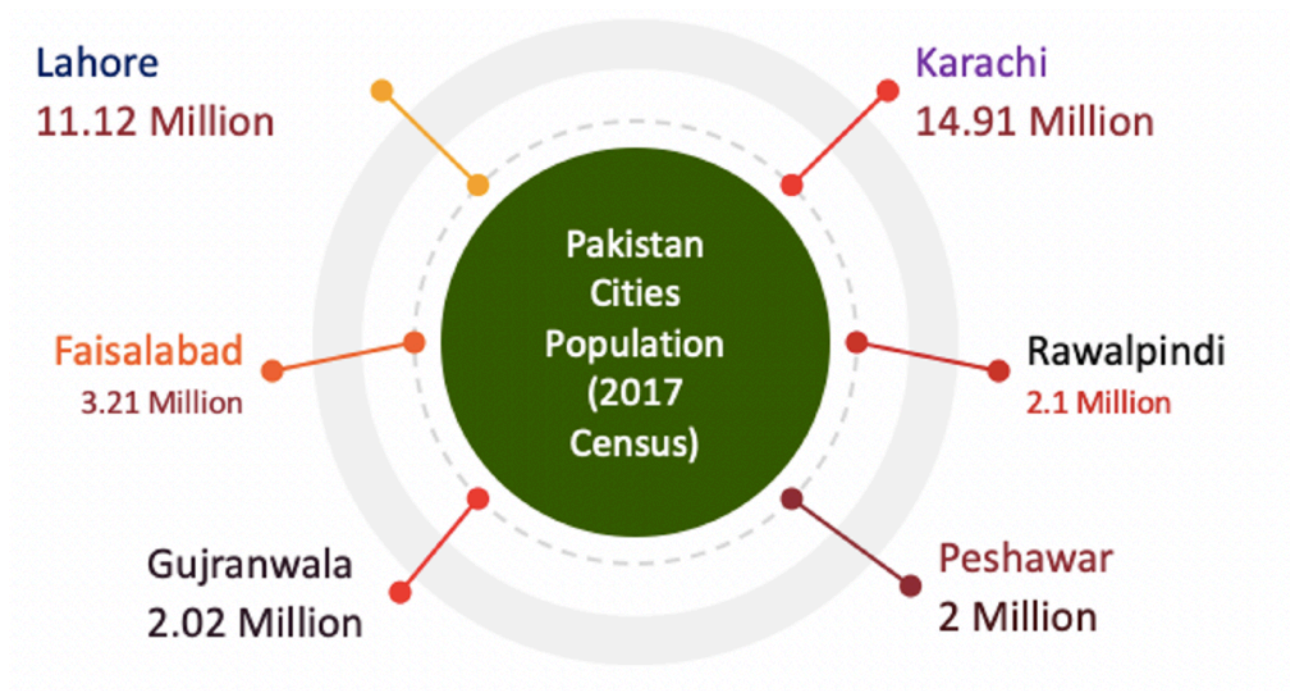 Lahore
11.12 Million
Karachi
14.91 Million
Pakistan
Cities
Population
(2017
Census)
Faisalabad
3.21 Million
Rawalpindi
2.1 Million
Gujranwala
2.02 Million
Peshawar
2 Million